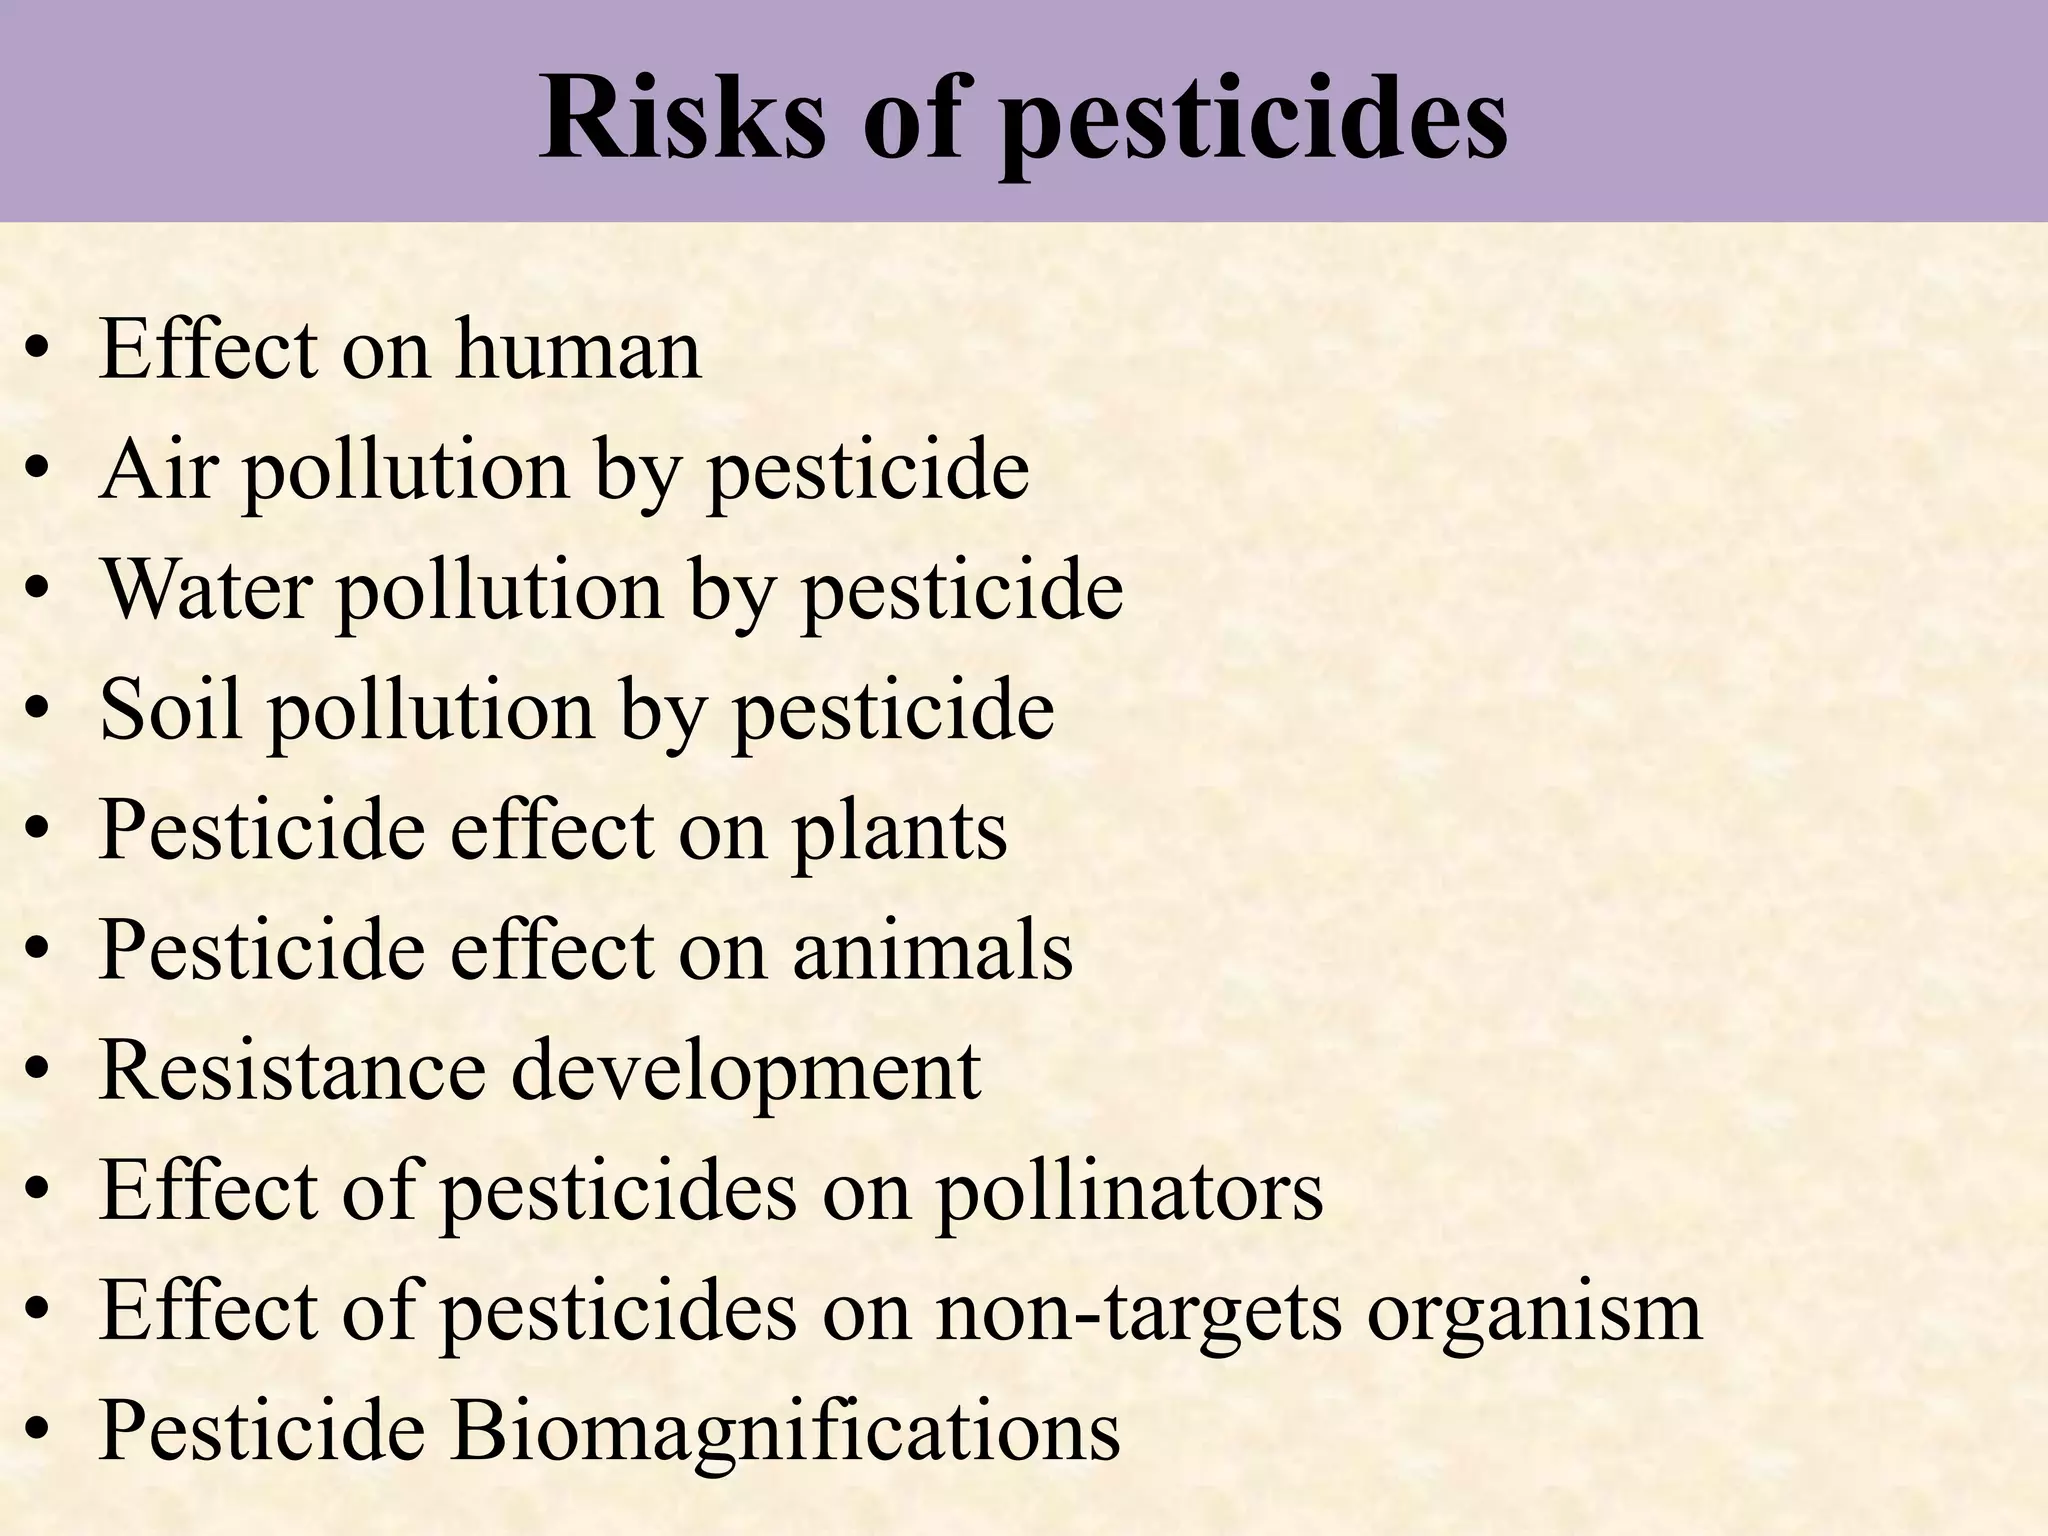 Risks of pesticides
• Effect on human
• Air pollution by pesticide
• Water pollution by pesticide
• Soil pollution by pesticide
• Pesticide effect on plants
• Pesticide effect on animals
• Resistance development
• Effect of pesticides on pollinators
• Effect of pesticides on non-targets organism
• Pesticide Biomagnifications